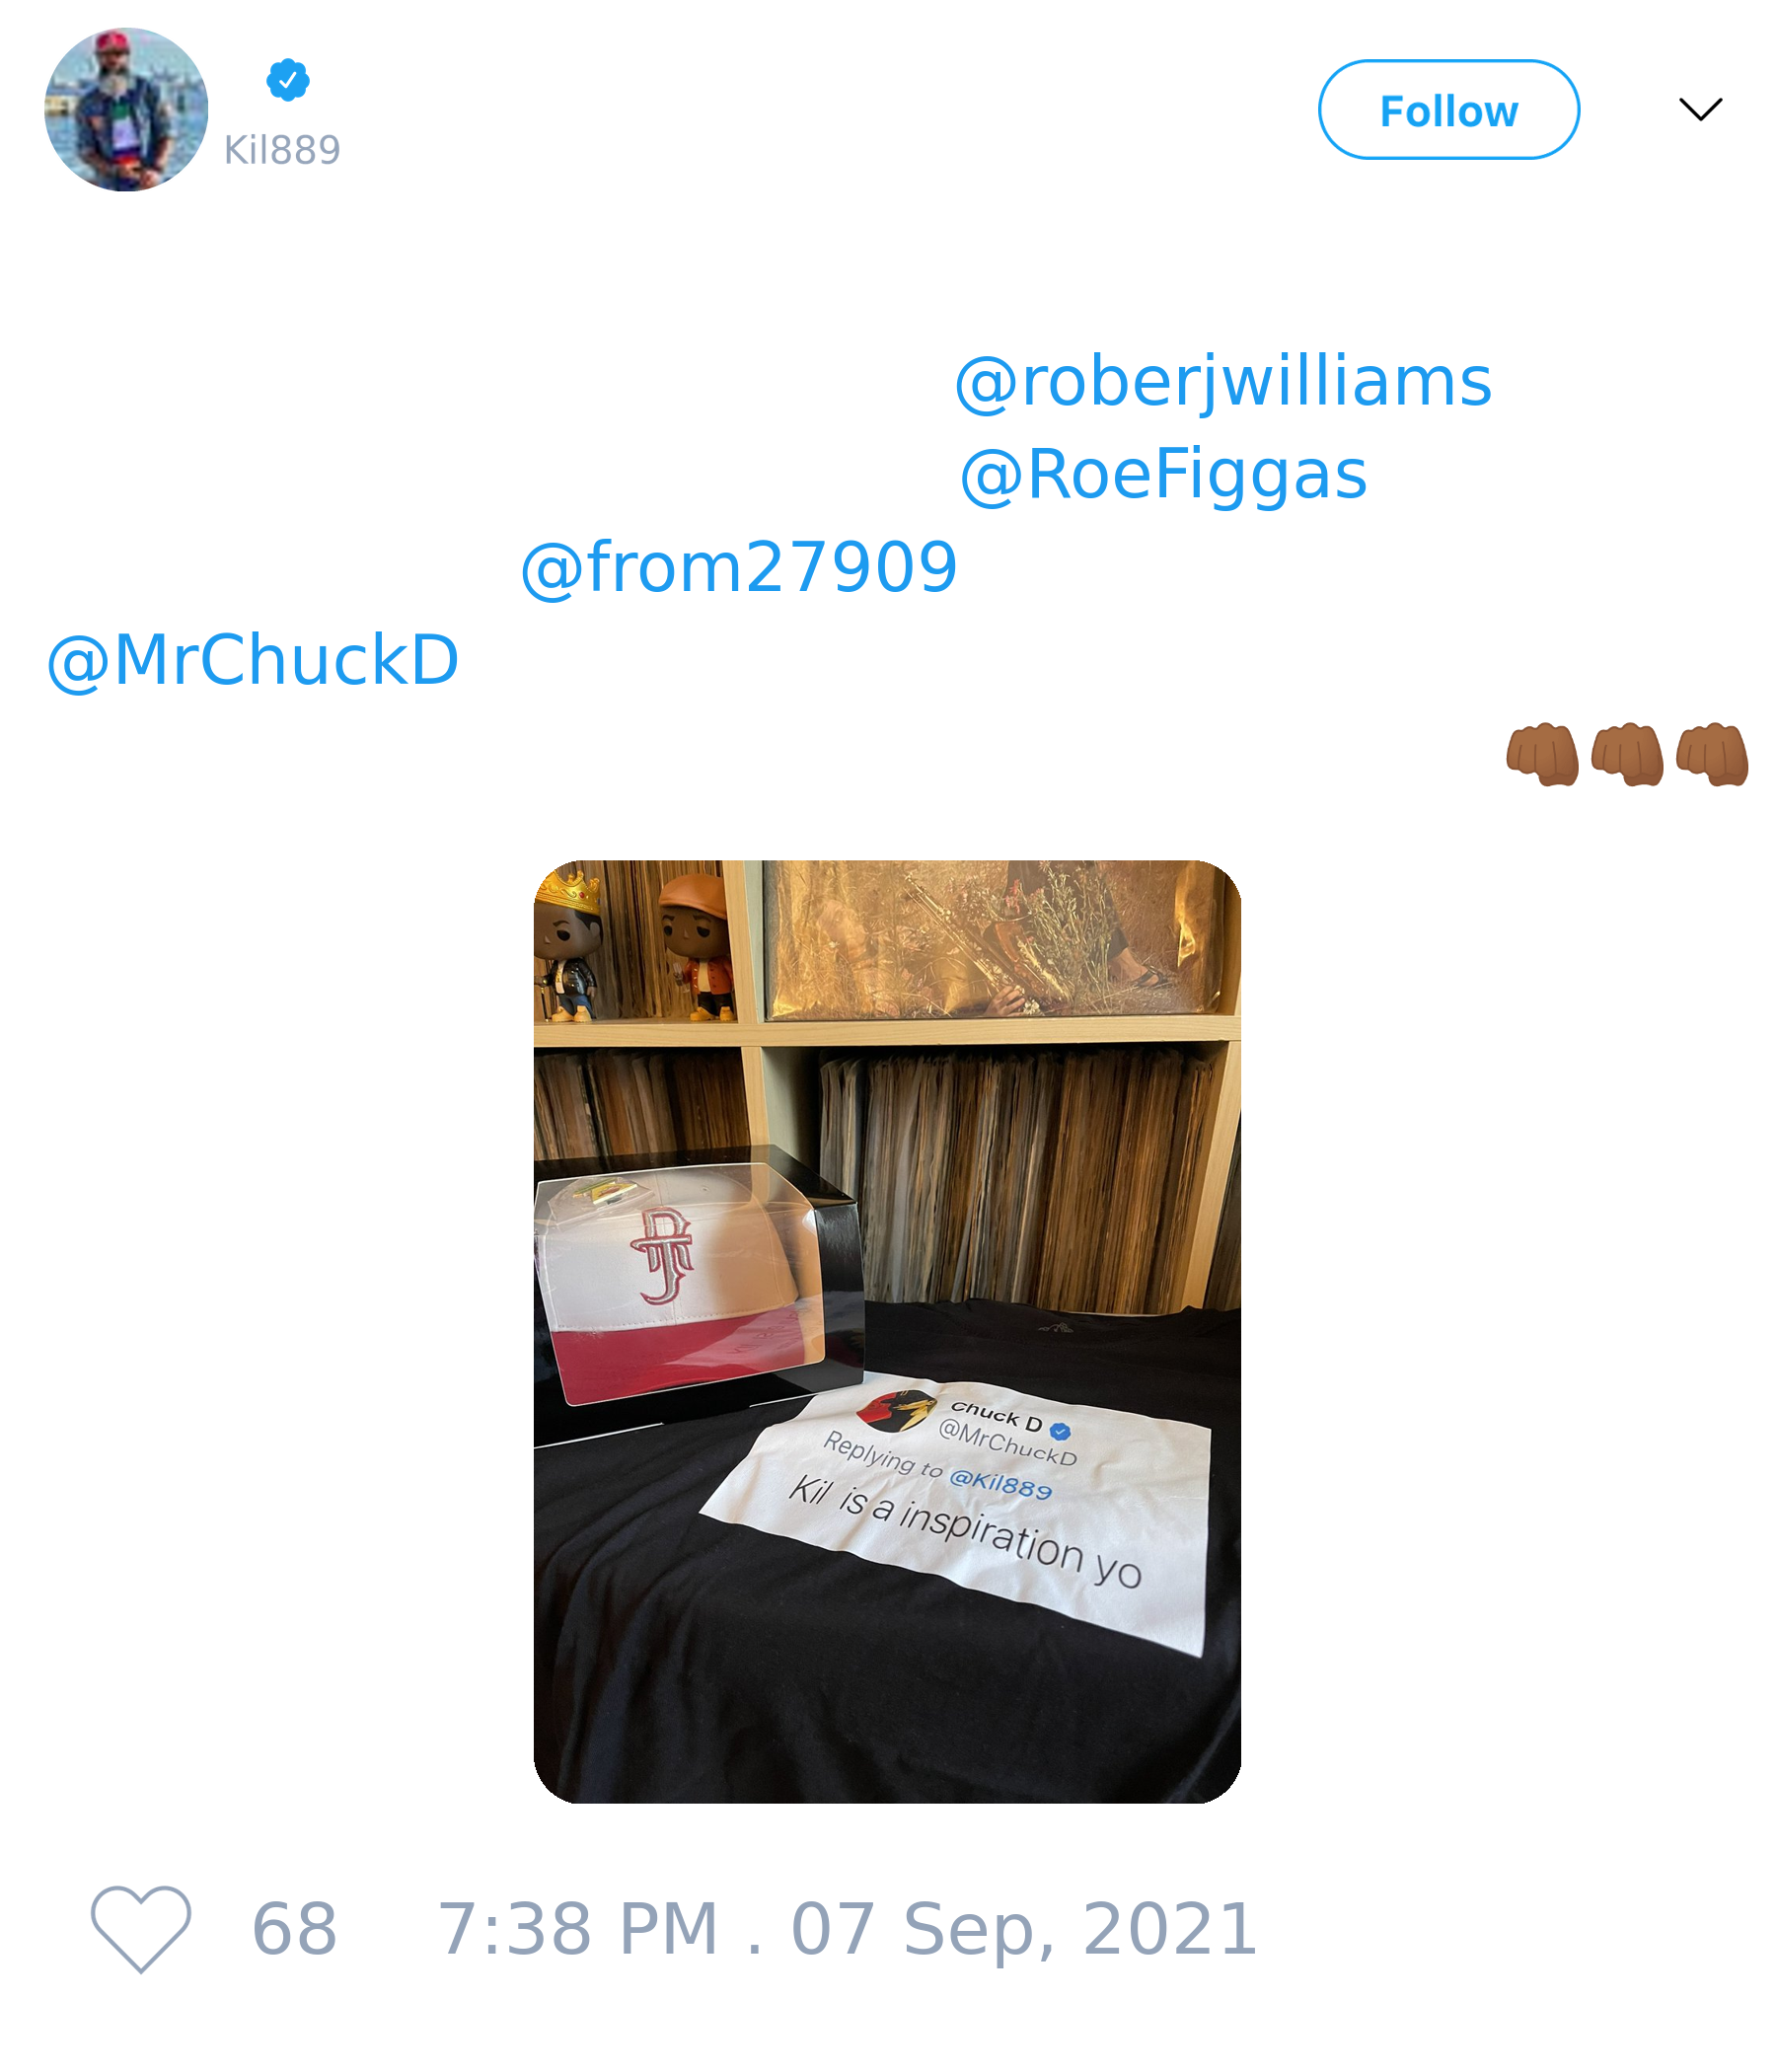 Kil889
Follow
@roberjwilliams
@RoeFiggas
@from27909
@MrChuckD
👊🏾👊🏾👊🏾
Chuck D
@MrChuckD
Replying to @Kil889
Kil is a inspiration yo
68 7:38 PM . 07 Sep, 2021